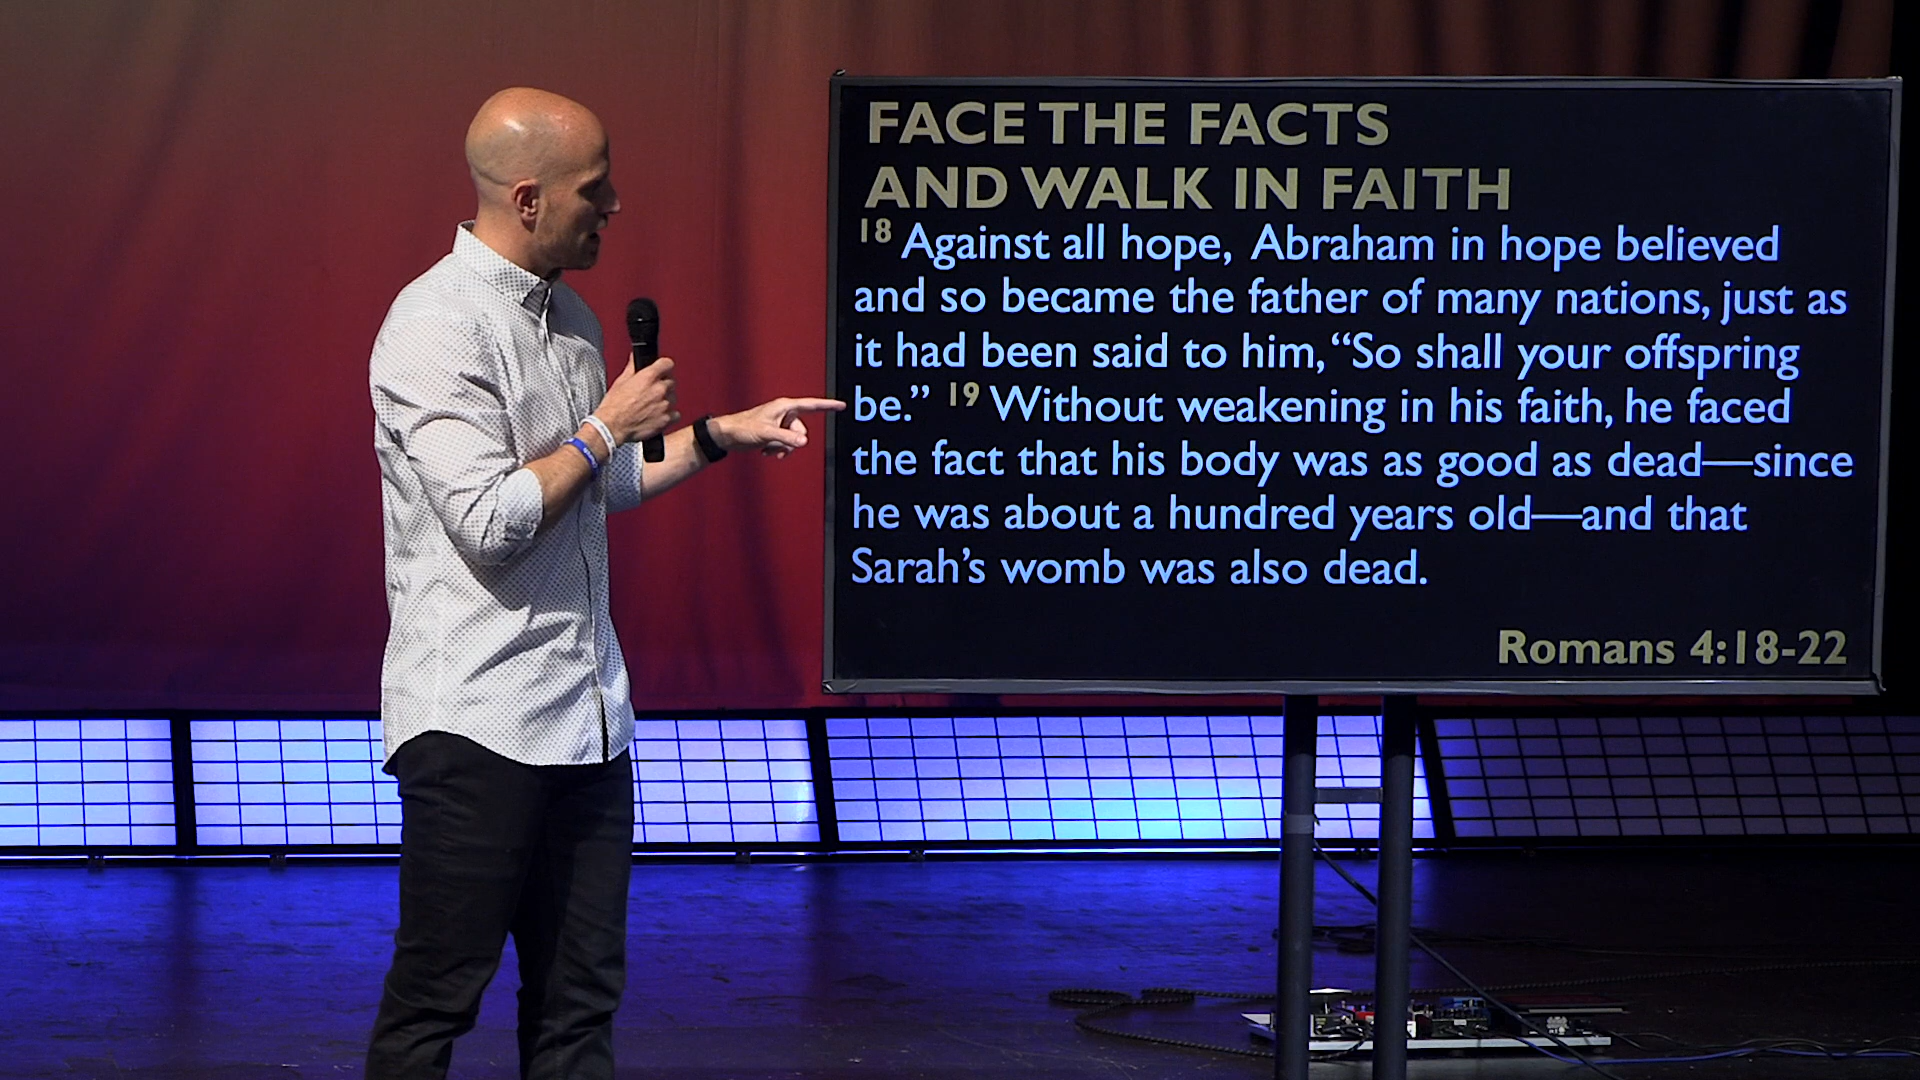 FACE THE FACTS
AND WALK IN FAITH
18 Against all hope, Abraham in hope believed
and so became the father of many nations, just as
it had been said to him, “So shall your offspring
be.” 19 Without weakening in his faith, he faced
the fact that his body was as good as dead—since
he was about a hundred years old—and that
Sarah’s womb was also dead.
Romans 4:18-22